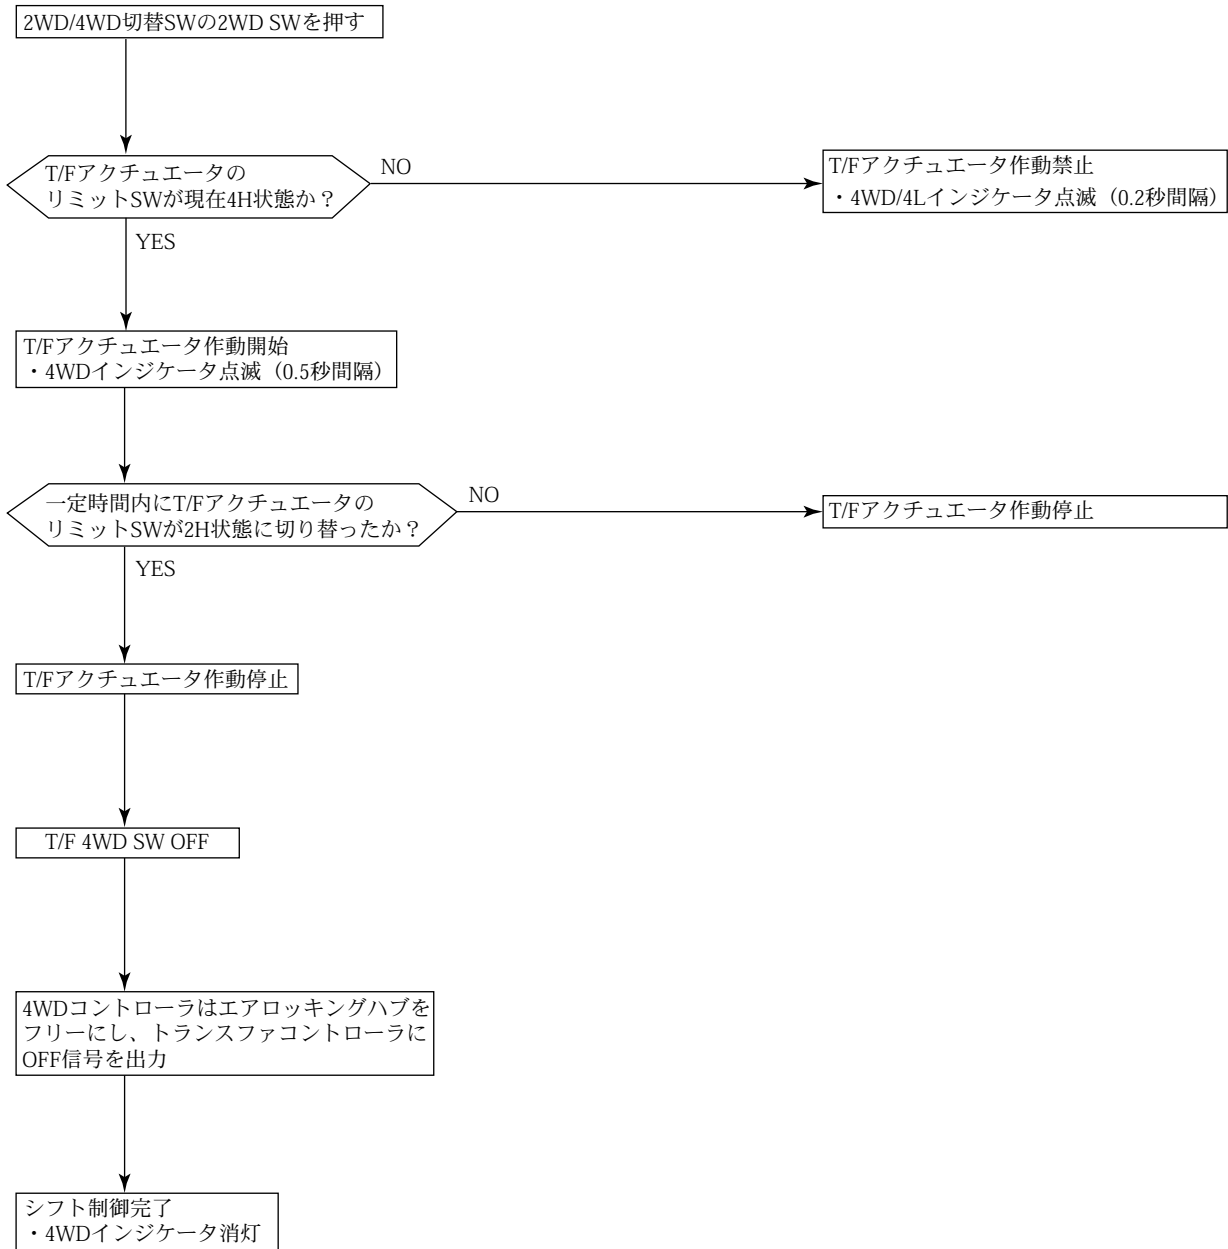 2WD/4WD切替SWの2WD SWを押す
T/Fアクチュエータの
リミットSWが現在4H状態か？
NO
T/Fアクチュエータ作動禁止
・4WD/4Lインジケータ点滅（0.2秒間隔）
YES
T/Fアクチュエータ作動開始
・4WDインジケータ点滅（0.5秒間隔）
一定時間内にT/Fアクチュエータの
リミットSWが2H状態に切り替ったか？
NO
T/Fアクチュエータ作動停止
YES
T/Fアクチュエータ作動停止
T/F 4WD SW OFF
4WDコントローラはエアロッキングハブを
フリーにし、トランスファコントローラに
OFF信号を出力
シフト制御完了
・4WDインジケータ消灯